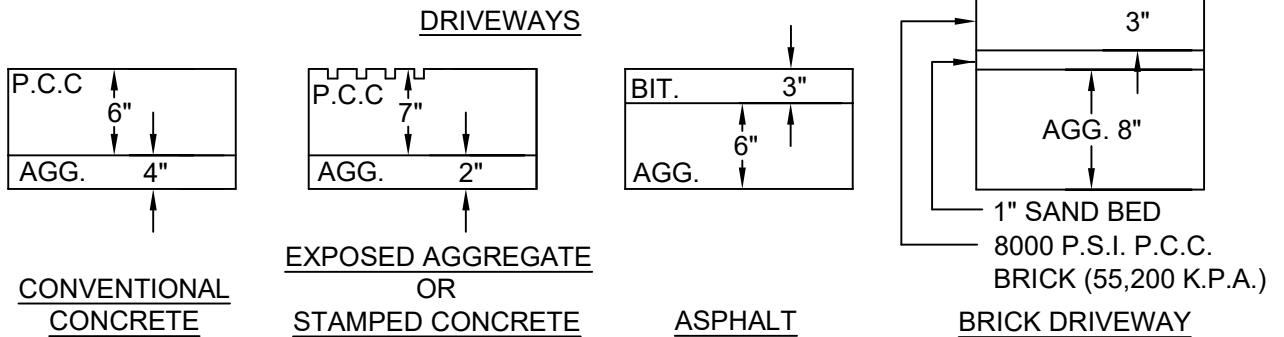 DRIVEWAYS
P.C.C
6"
AGG. 4"
CONVENTIONAL
CONCRETE
P.C.C
7"
AGG. 2"
EXPOSED AGGREGATE
OR
STAMPED CONCRETE
BIT. 3"
6"
AGG.
ASPHALT
3"
AGG. 8"
1" SAND BED
8000 P.S.I. P.C.C.
BRICK (55,200 K.P.A.)
BRICK DRIVEWAY